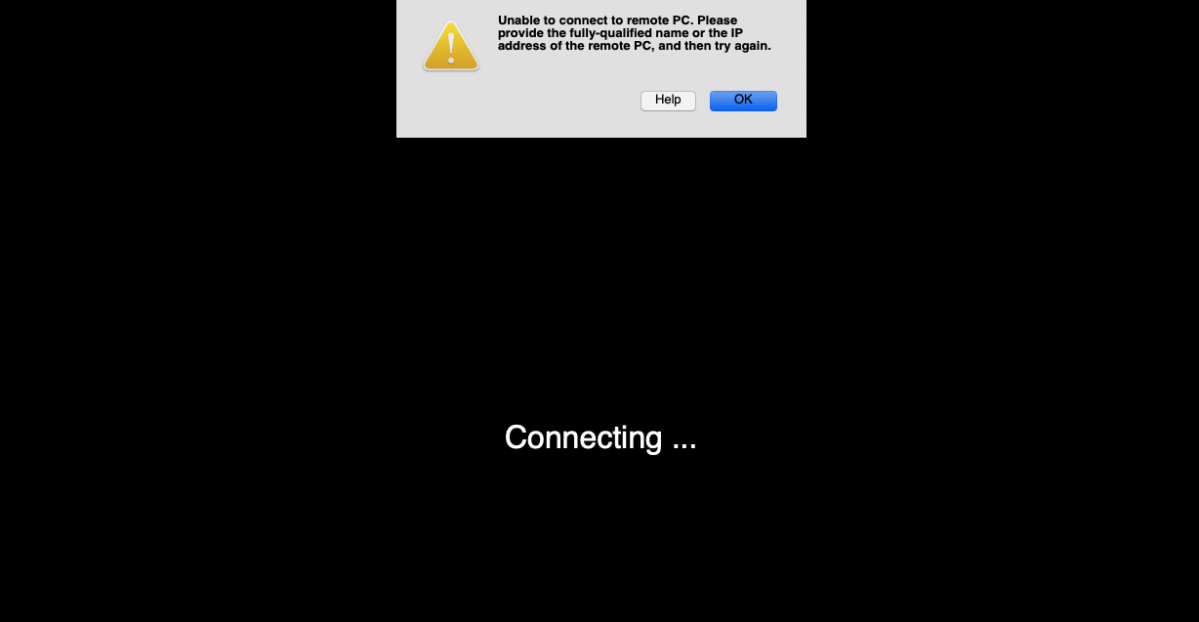 Unable to connect to remote PC. Please
provide the fully-qualified name or the IP
address of the remote PC, and then try again.
Help
OK
Connecting ...